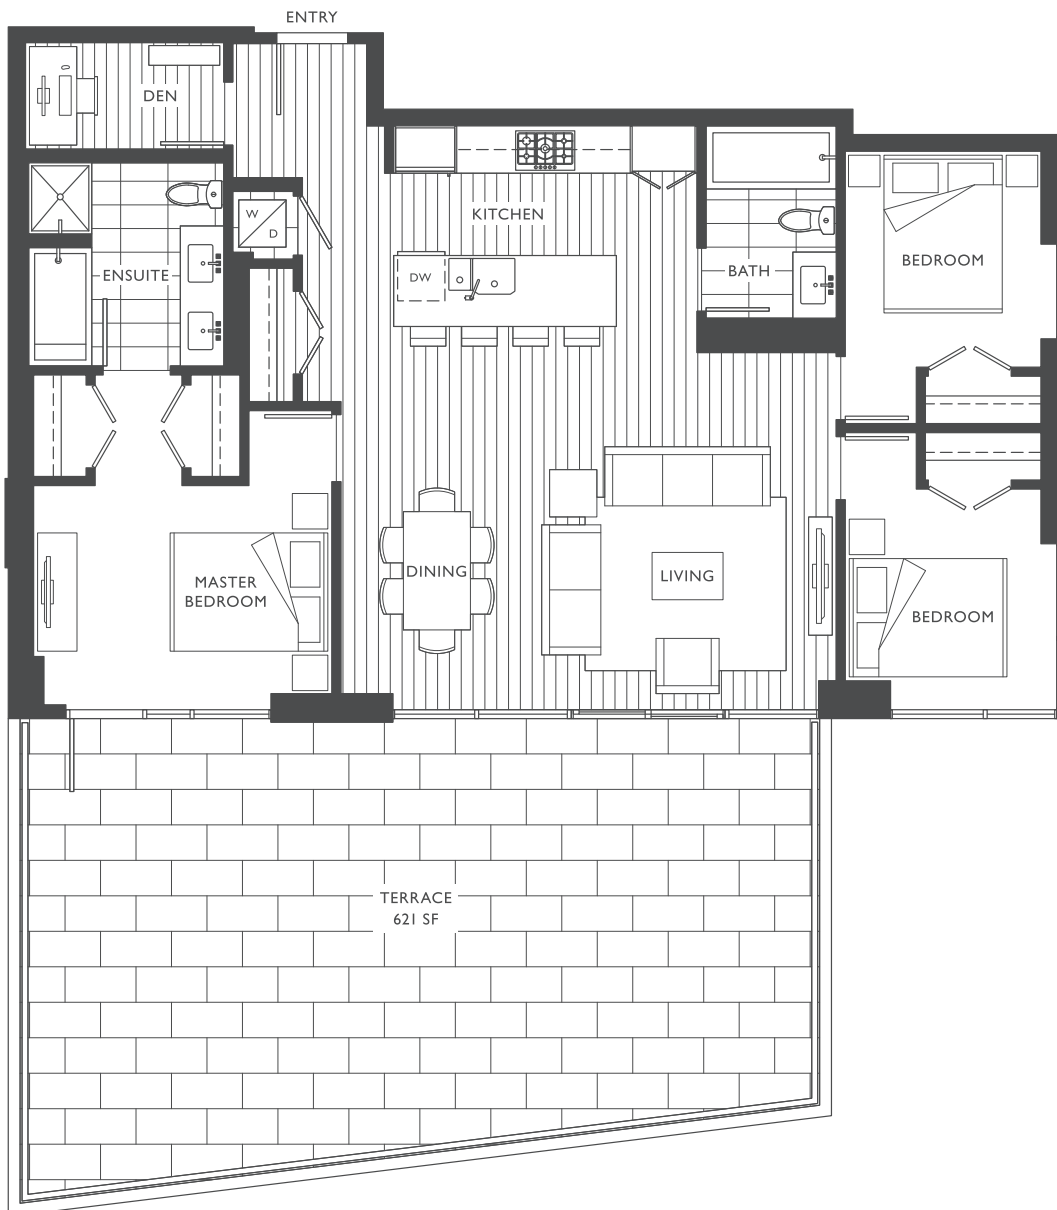 ENTRY
DEN
KITCHEN
W
D
ENSUITE
DW
BATH
BEDROOM
MASTER
BEDROOM
DINING
LIVING
BEDROOM
TERRACE
621 SF